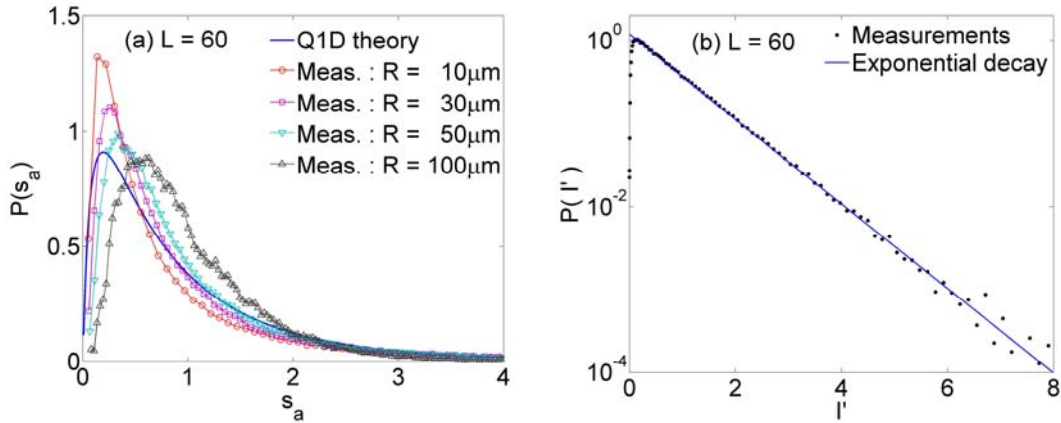 (a) L = 60
Q1D theory
Meas. : R = 10μm
Meas. : R = 30μm
Meas. : R = 50μm
Meas. : R = 100μm
1.5
1
0.5
0
P(s_a)
0 1 2 3 4
s_a
(b) L = 60
Measurements
Exponential decay
10^0
10^-2
10^-4
P( I' )
0 2 4 6 8
I'